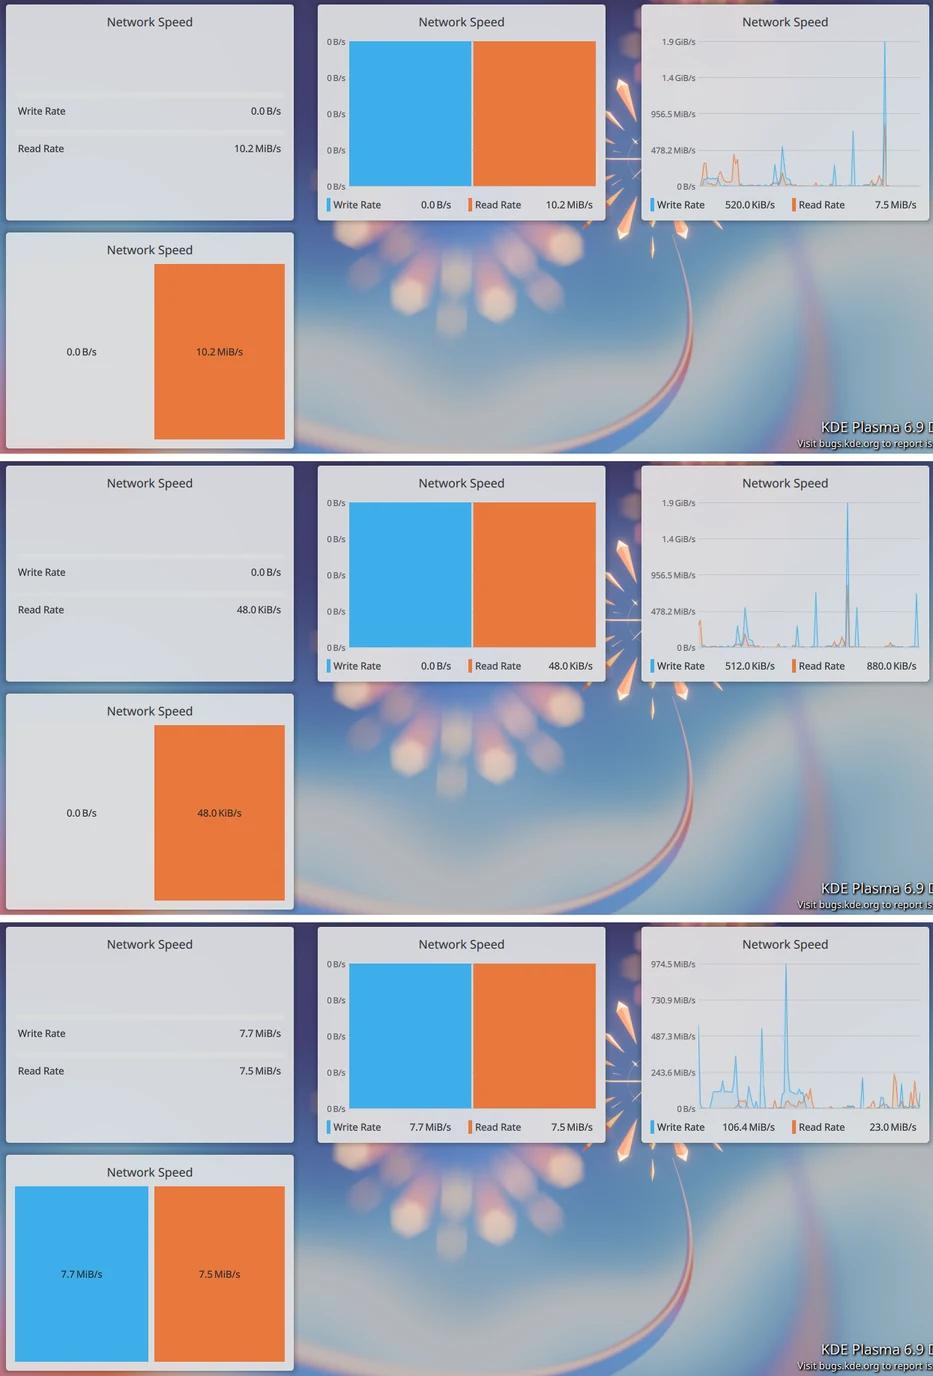 Network Speed
Write Rate 0.0 B/s
Read Rate 10.2 MiB/s
Network Speed
0 B/s
0 B/s
0 B/s
0 B/s
0 B/s
Write Rate 0.0 B/s Read Rate 10.2 MiB/s
Network Speed
1.9 GiB/s
1.4 GiB/s
956.5 MiB/s
478.2 MiB/s
0 B/s
Write Rate 520.0 KiB/s Read Rate 7.5 MiB/s
Network Speed
0.0 B/s 10.2 MiB/s
KDE Plasma 6.9 D
Visit bugs.kde.org to report is
Network Speed
Write Rate 0.0 B/s
Read Rate 48.0 KiB/s
Network Speed
0 B/s
0 B/s
0 B/s
0 B/s
0 B/s
Write Rate 0.0 B/s Read Rate 48.0 KiB/s
Network Speed
1.9 GiB/s
1.4 GiB/s
956.5 MiB/s
478.2 MiB/s
0 B/s
Write Rate 512.0 KiB/s Read Rate 880.0 KiB/s
Network Speed
0.0 B/s 48.0 KiB/s
KDE Plasma 6.9 D
Visit bugs.kde.org to report is
Network Speed
Write Rate 7.7 MiB/s
Read Rate 7.5 MiB/s
Network Speed
0 B/s
0 B/s
0 B/s
0 B/s
0 B/s
Write Rate 7.7 MiB/s Read Rate 7.5 MiB/s
Network Speed
974.5 MiB/s
730.9 MiB/s
487.3 MiB/s
243.6 MiB/s
0 B/s
Write Rate 106.4 MiB/s Read Rate 23.0 MiB/s
Network Speed
7.7 MiB/s 7.5 MiB/s
KDE Plasma 6.9 D
Visit bugs.kde.org to report is